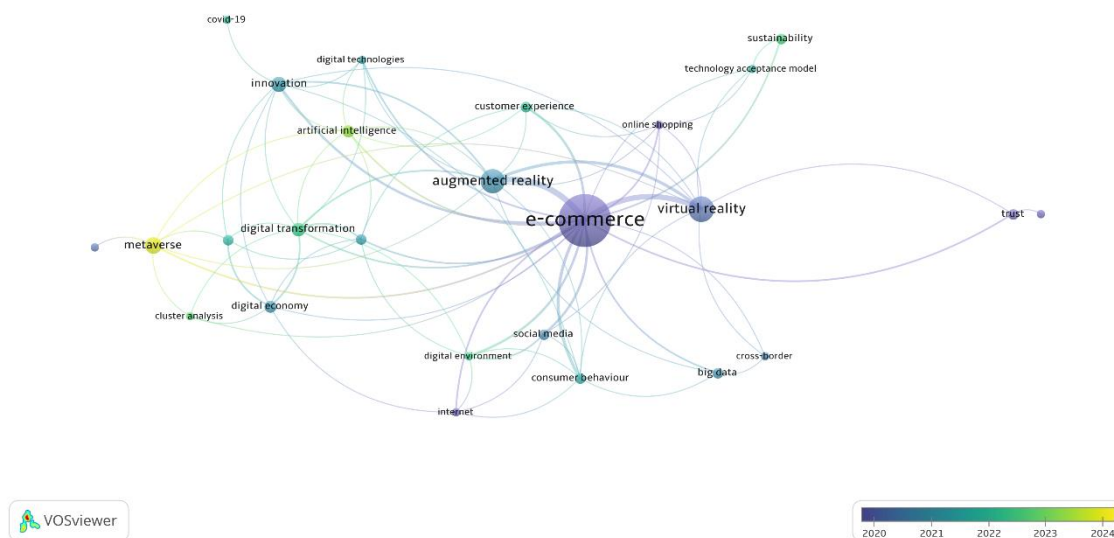 covid-19
sustainability
digital technologies
technology acceptance model
innovation
customer experience
online shopping
artificial intelligence
augmented reality
virtual reality
e-commerce
trust
digital transformation
metaverse
digital economy
cluster analysis
social media
digital environment
cross-border
big data
consumer behaviour
internet
VOSviewer
2020 2021 2022 2023 2024